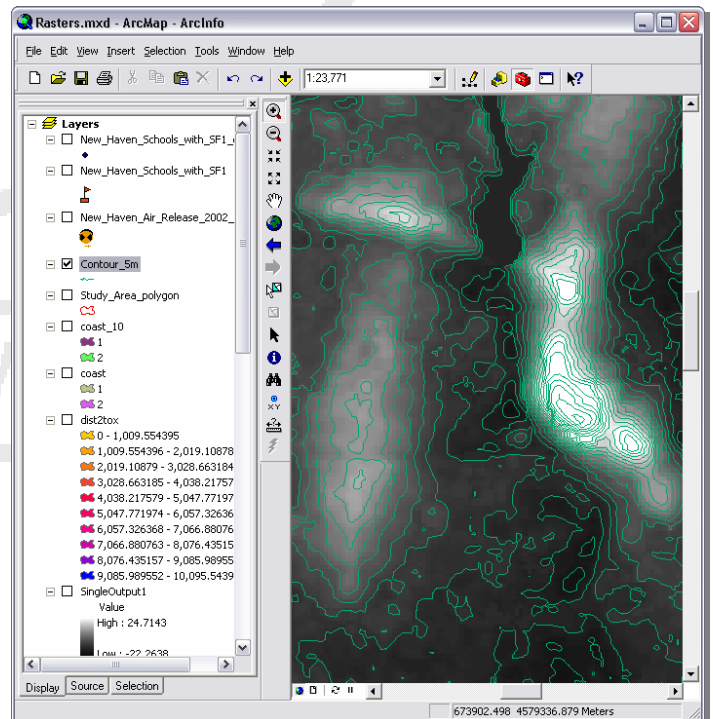 Rasters.mxd - ArcMap - ArcInfo
File Edit View Insert Selection Tools Window Help
1:23,771
Layers
New_Haven_Schools_with_SF1_
New_Haven_Schools_with_SF1
New_Haven_Air_Release_2002_
Contour_5m
Study_Area_polygon
coast_10
1
2
coast
1
2
dist2tox
0 - 1,009.554395
1,009.554396 - 2,019.10878
2,019.10879 - 3,028.663184
3,028.663185 - 4,038.21757
4,038.217579 - 5,047.77197
5,047.771974 - 6,057.32636
6,057.326368 - 7,066.88076
7,066.880763 - 8,076.43515
8,076.435157 - 9,085.98955
9,085.989552 - 10,095.5439
SingleOutput1
Value
High : 24.7143
Low : -22.2638
XY
Display Source Selection
673902.498 4579336.879 Meters